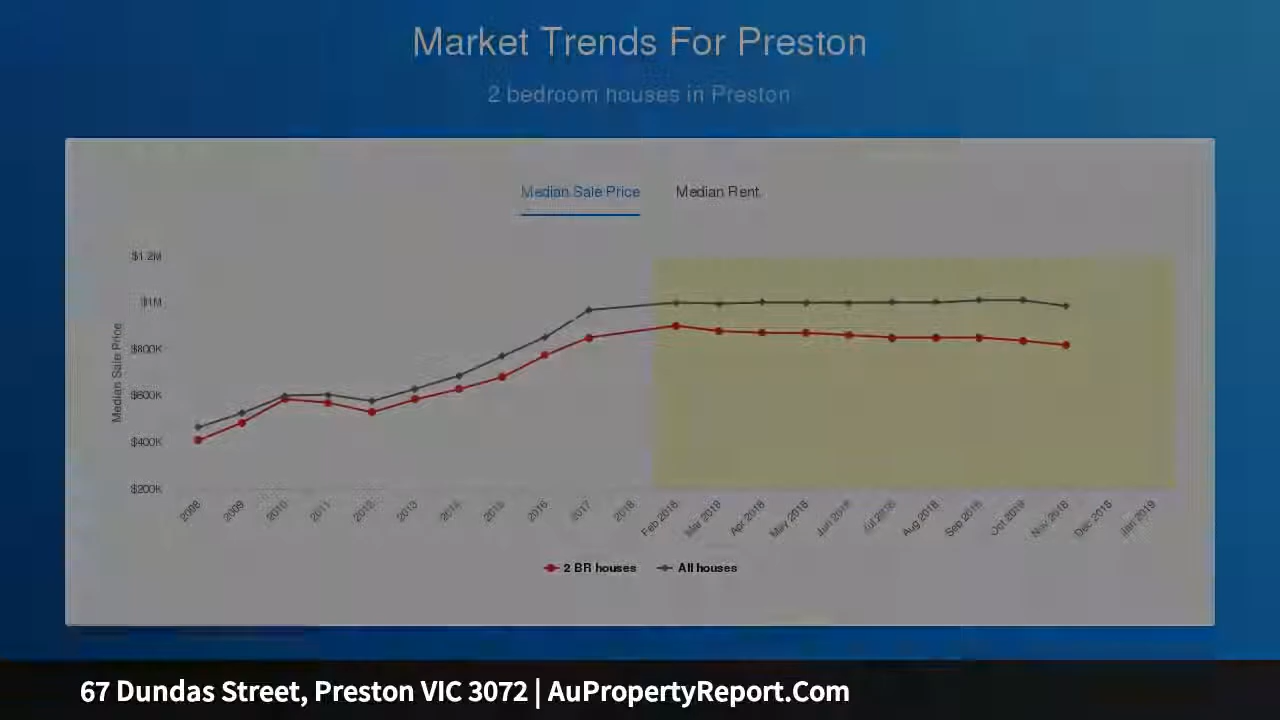 Market Trends For Preston
2 bedroom houses in Preston
Median Sale Price Median Rent
$1.2M
$1M
$800K
$600K
$400K
$200K
Median Sale Price
2008 2009 2010 2011 2012 2013 2014 2015 2016 2017 2018 Feb 2018 Mar 2018 Apr 2018 May 2018 Jun 2018 Jul 2018 Aug 2018 Sep 2018 Oct 2018 Nov 2018 Dec 2018 Jan 2019
2 BR houses All houses
67 Dundas Street, Preston VIC 3072 | AuPropertyReport.Com